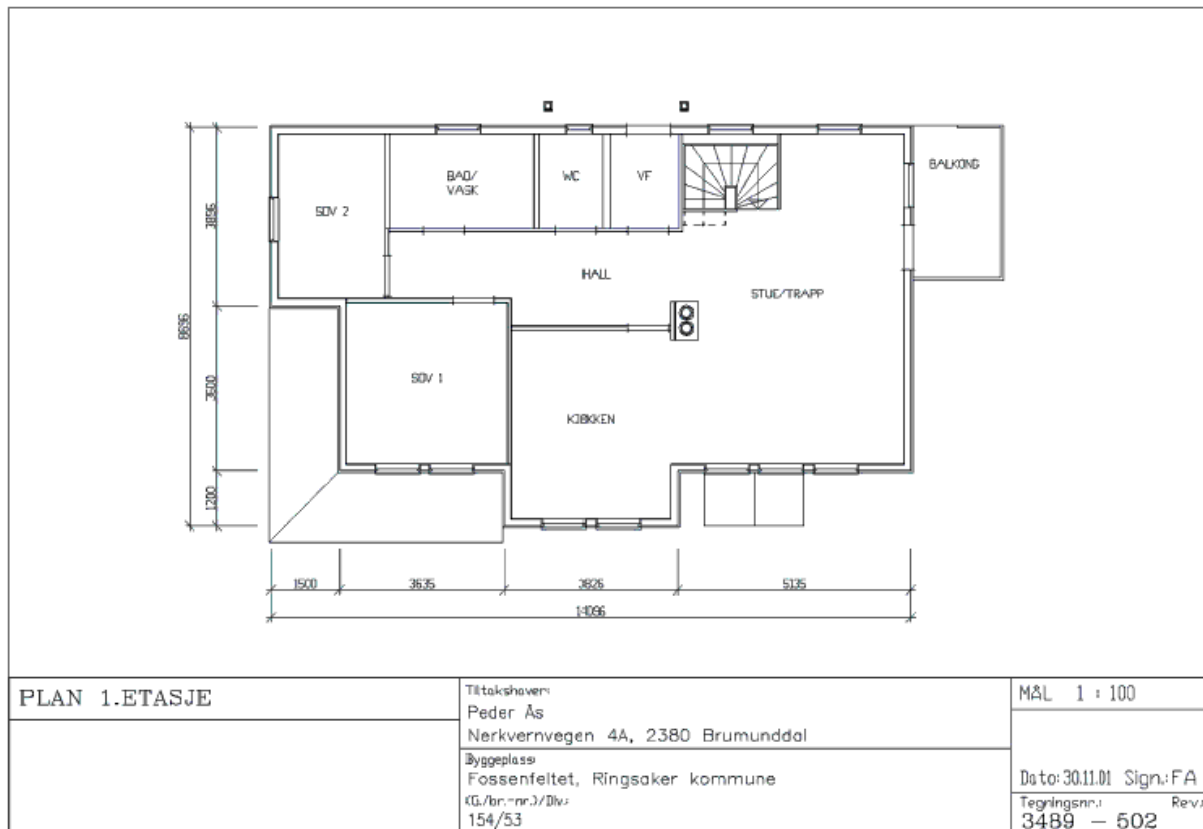 BAD/
VASK
WC
VF
BALKONG
SOV 2
HALL
STUE/TRAPP
SOV 1
KJØKKEN
3896
8696
3600
1200
1500
3635
3826
5135
14096
PLAN 1.ETASJE
Tiltakshaver:
Peder Ås
Nerkvernvegen 4A, 2380 Brumunddal
Byggeplass:
Fossenfeltet, Ringsaker kommune
(G./br.-nr.)/Div.:
154/53
MÅL 1 : 100
Dato: 30.11.01 Sign.: FA
Tegningsnr.: Rev.:
3489 - 502